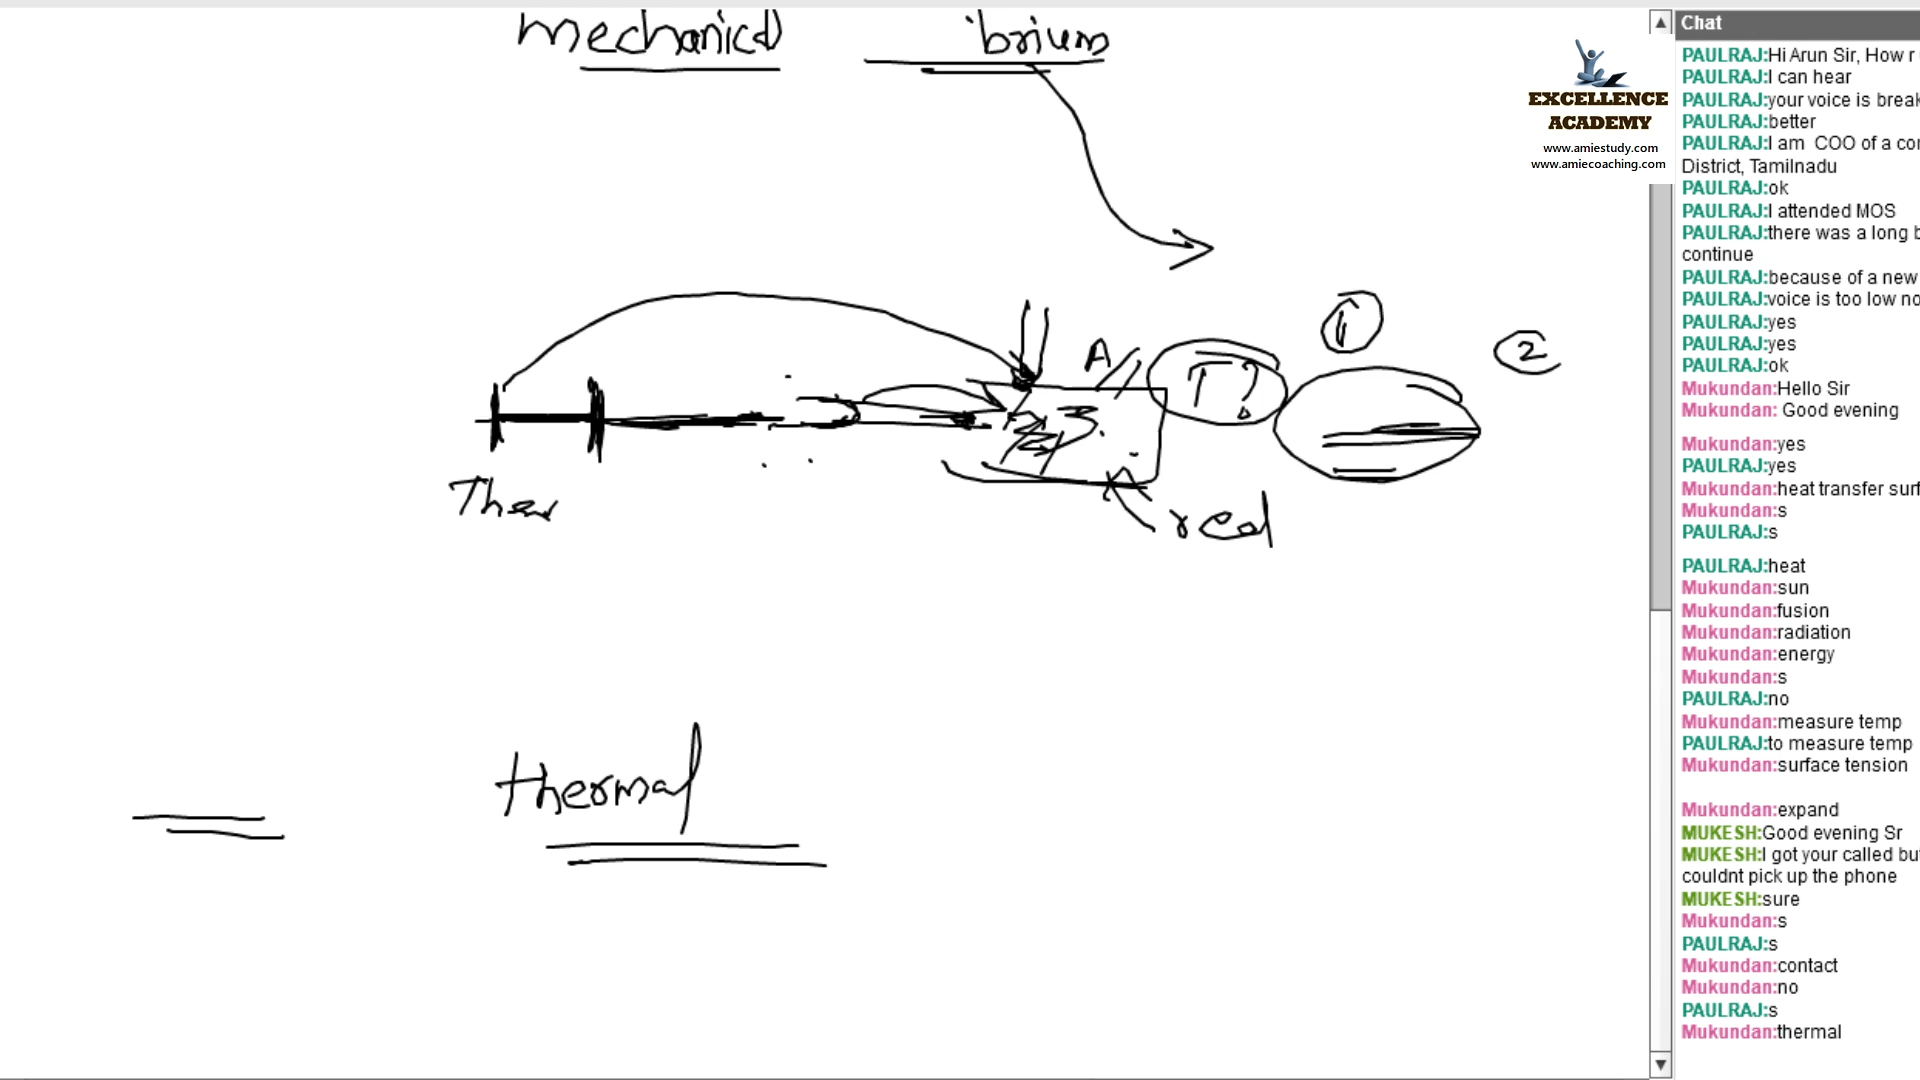 mechanical
brium
EXCELLENCE
ACADEMY
www.amiestudy.com
www.amiecoaching.com
1
2
A
T?
Ther
real
thermal
Chat
PAULRAJ:Hi Arun Sir, How r
PAULRAJ:I can hear
PAULRAJ:your voice is break
PAULRAJ:better
PAULRAJ:I am COO of a cor
District, Tamilnadu
PAULRAJ:ok
PAULRAJ:I attended MOS
PAULRAJ:there was a long b
continue
PAULRAJ:because of a new
PAULRAJ:voice is too low no
PAULRAJ:yes
PAULRAJ:yes
PAULRAJ:ok
Mukundan:Hello Sir
Mukundan: Good evening
Mukundan:yes
PAULRAJ:yes
Mukundan:heat transfer surf
Mukundan:s
PAULRAJ:s
PAULRAJ:heat
Mukundan:sun
Mukundan:fusion
Mukundan:radiation
Mukundan:energy
Mukundan:s
PAULRAJ:no
Mukundan:measure temp
PAULRAJ:to measure temp
Mukundan:surface tension
Mukundan:expand
MUKESH:Good evening Sr
MUKESH:I got your called but
couldnt pick up the phone
MUKESH:sure
Mukundan:s
PAULRAJ:s
Mukundan:contact
Mukundan:no
PAULRAJ:s
Mukundan:thermal